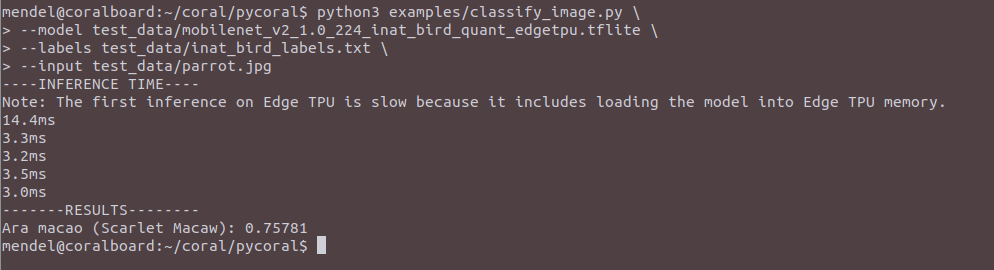 mendel@coralboard:~/coral/pycoral$ python3 examples/classify_image.py \
> --model test_data/mobilenet_v2_1.0_224_inat_bird_quant_edgetpu.tflite \
> --labels test_data/inat_bird_labels.txt \
> --input test_data/parrot.jpg
----INFERENCE TIME----
Note: The first inference on Edge TPU is slow because it includes loading the model into Edge TPU memory.
14.4ms
3.3ms
3.2ms
3.5ms
3.0ms
-------RESULTS--------
Ara macao (Scarlet Macaw): 0.75781
mendel@coralboard:~/coral/pycoral$